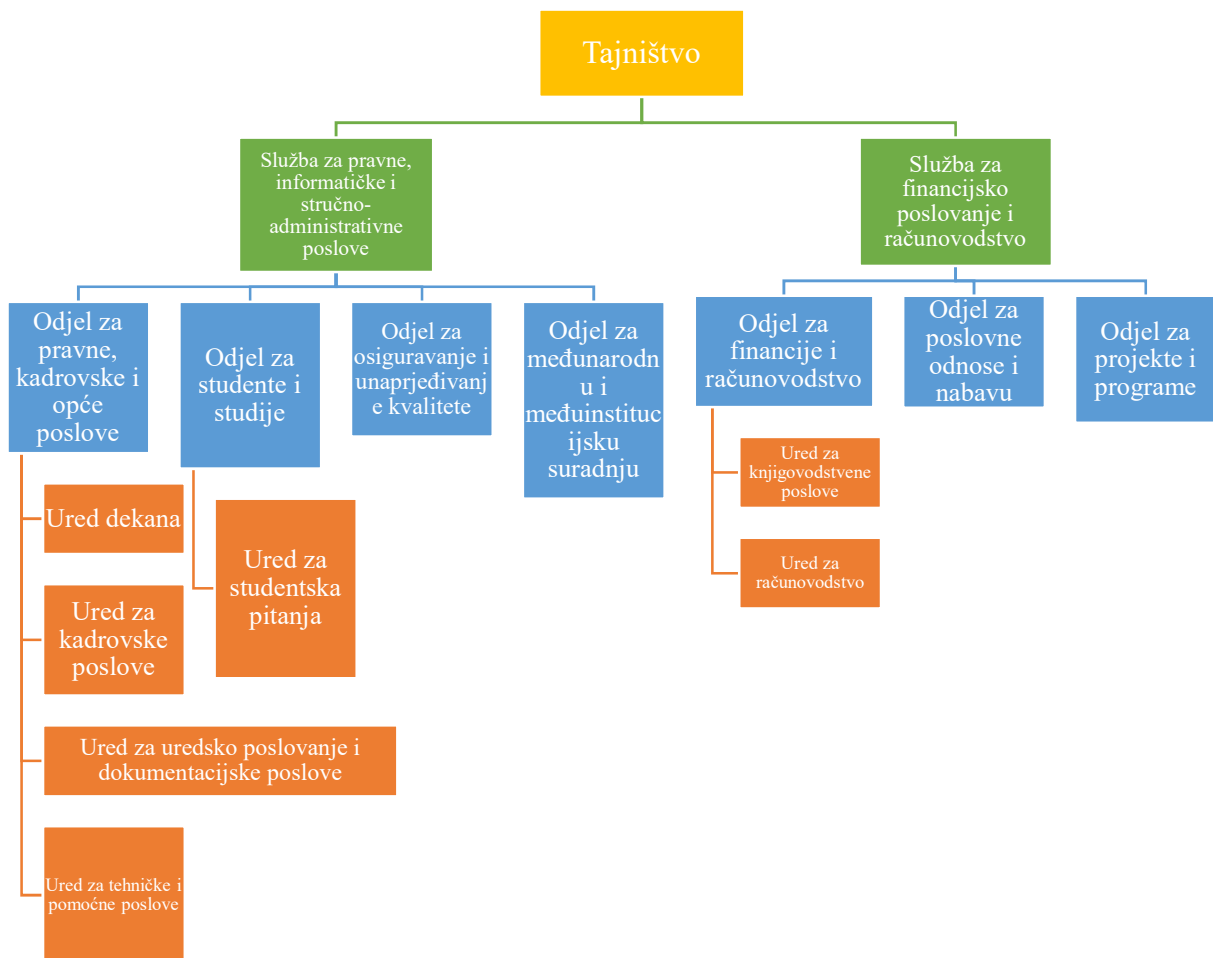 Tajništvo
Služba za pravne,
informatičke i
stručno-
administrativne
poslove
Služba za
financijsko
poslovanje i
računovodstvo
Odjel za
pravne,
kadrovske i
opće
poslove
Odjel za
studente i
studije
Odjel za
osiguravanje i
unaprjeđivanj
e kvalitete
Odjel za
međunarodn
u i
međuinstituc
ijsku
suradnju
Odjel za
financije i
računovodstvo
Odjel za
poslovne
odnose i
nabavu
Odjel za
projekte i
programe
Ured dekana
Ured za
kadrovske
poslove
Ured za uredsko poslovanje i
dokumentacijske poslove
Ured za tehničke i
pomoćne poslove
Ured za
studentska
pitanja
Ured za
knjigovodstvene
poslove
Ured za
računovodstvo